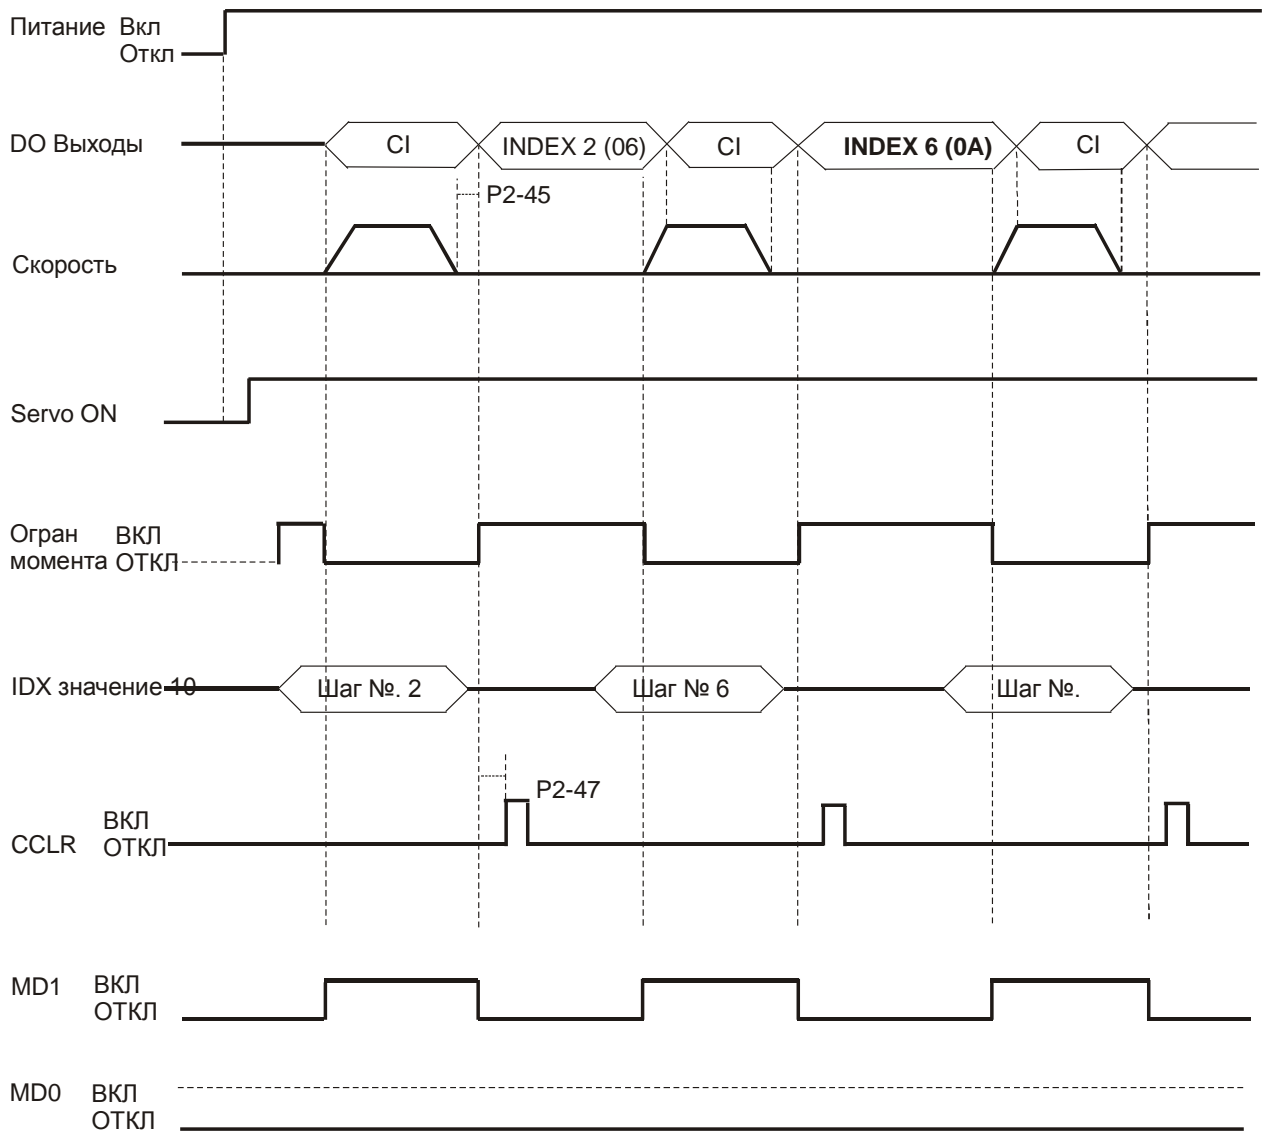 Питание Вкл
Откл
DO Выходы
CI
INDEX 2 (06)
CI
INDEX 6 (0A)
CI
P2-45
Скорость
Servo ON
Огран ВКЛ
момента ОТКЛ
IDX значение 10
Шаг №. 2
Шаг № 6
Шаг №.
P2-47
ВКЛ
CCLR ОТКЛ
MD1 ВКЛ
ОТКЛ
MD0 ВКЛ
ОТКЛ